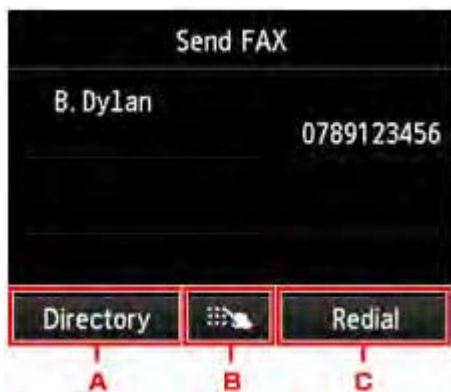 Send FAX
B. Dylan
0789123456
Directory Redial
A B C